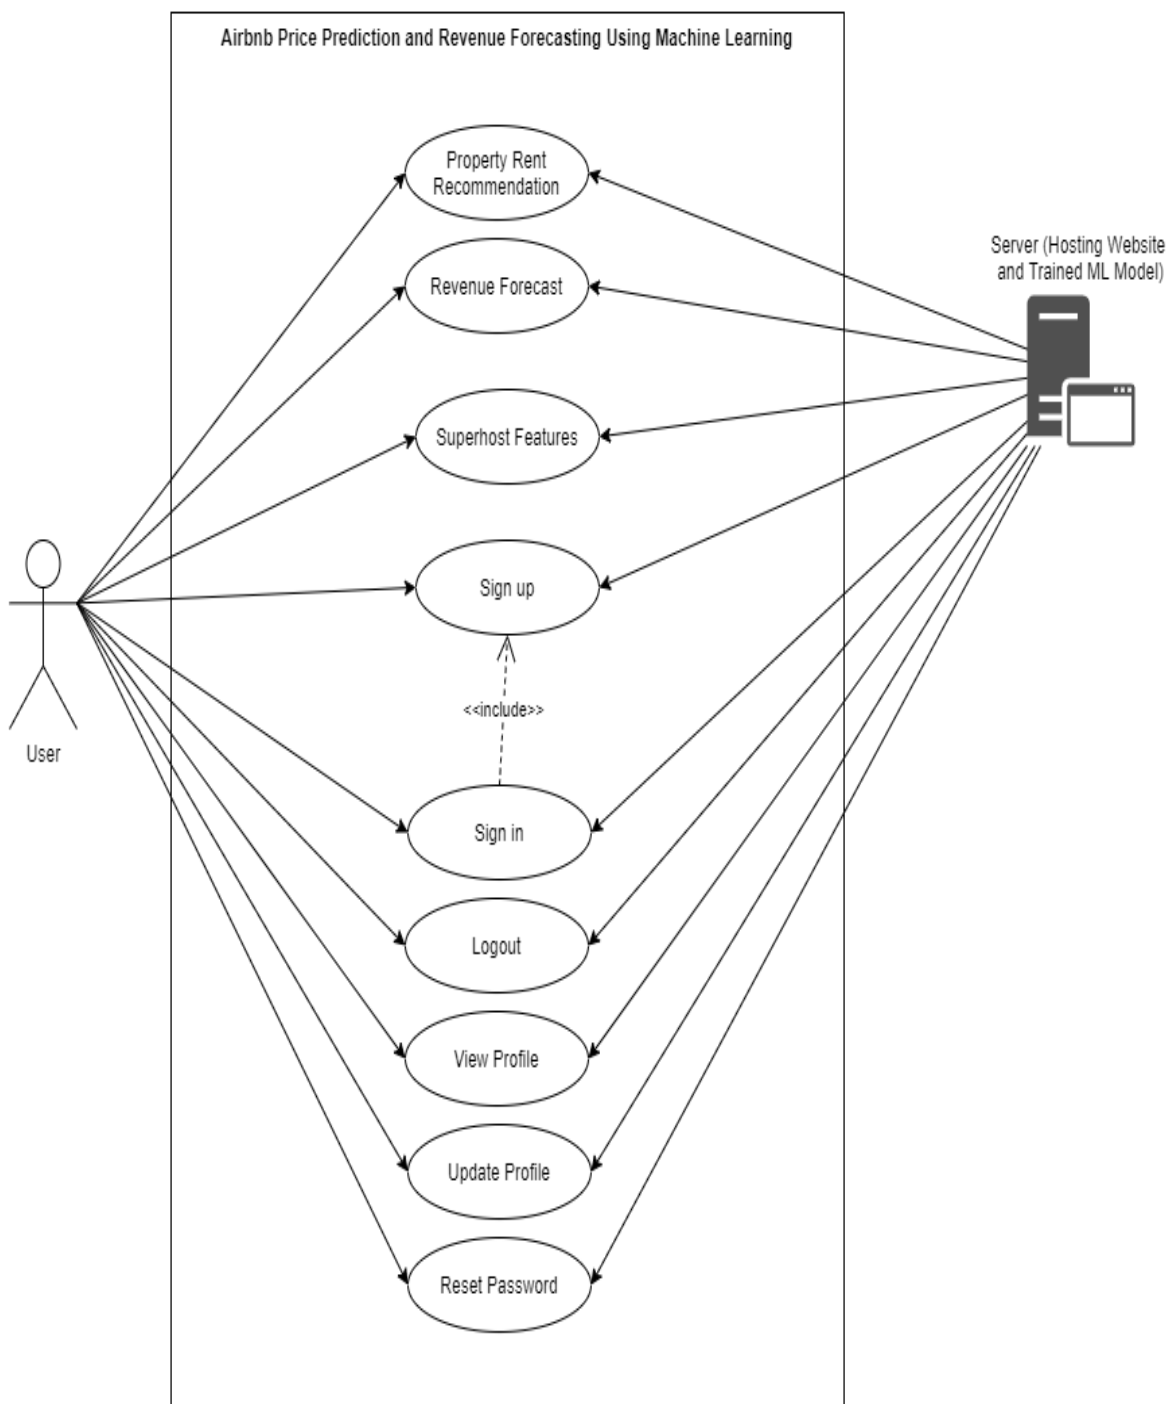 Airbnb Price Prediction and Revenue Forecasting Using Machine Learning
Property Rent
Recommendation
Revenue Forecast
Server (Hosting Website
and Trained ML Model)
Superhost Features
Sign up
<<include>>
User
Sign in
Logout
View Profile
Update Profile
Reset Password